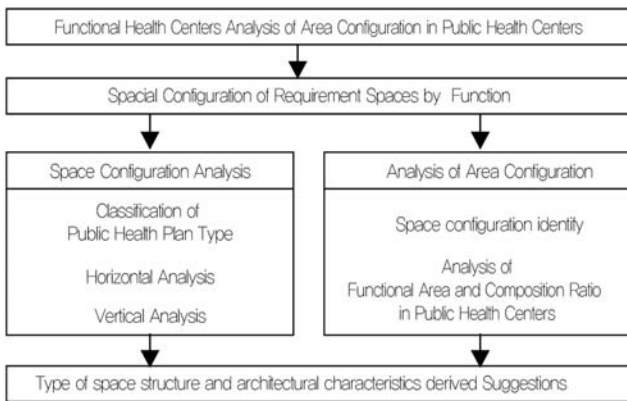 Functional Health Centers Analysis of Area Configuration in Public Health Centers
Spacial Configuration of Requirement Spaces by Function
Space Configuration Analysis
Classification of
Public Health Plan Type
Horizontal Analysis
Vertical Analysis
Analysis of Area Configuration
Space configuration identify
Analysis of
Functional Area and Composition Ratio
in Public Health Centers
Type of space structure and architectural characteristics derived Suggestions